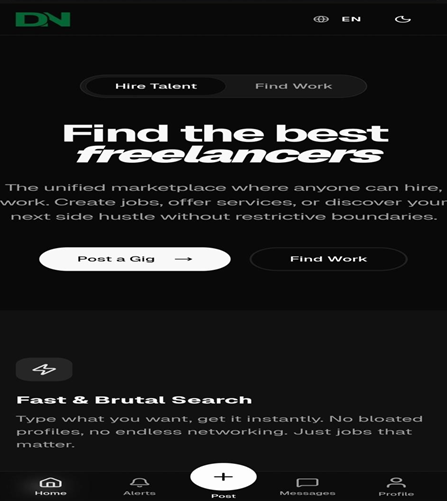 DN
EN
Hire Talent
Find Work
Find the best
freelancers
The unified marketplace where anyone can hire,
work. Create jobs, offer services, or discover your
next side hustle without restrictive boundaries.
Post a Gig →
Find Work
Fast & Brutal Search
Type what you want, get it instantly. No bloated
profiles, no endless networking. Just jobs that
matter.
Home
Alerts
Post
Messages
Profile